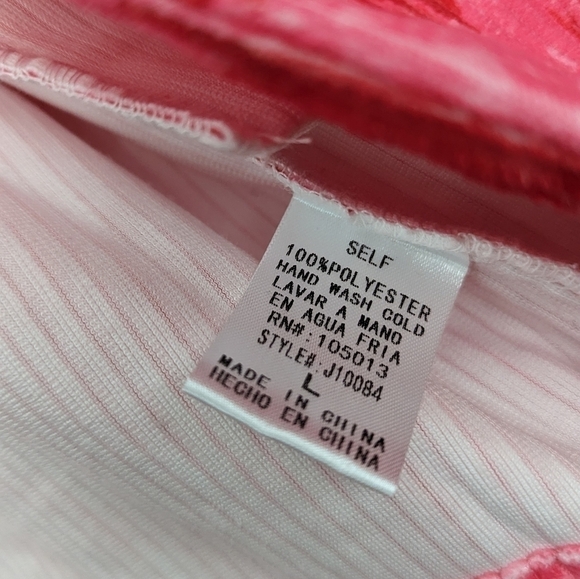 SELF
100%POLYESTER
HAND WASH COLD
LAVAR A MANO
EN AGUA FRIA
RN#:105013
STYLE#:J10084
L
MADE IN CHINA
HECHO EN CHINA